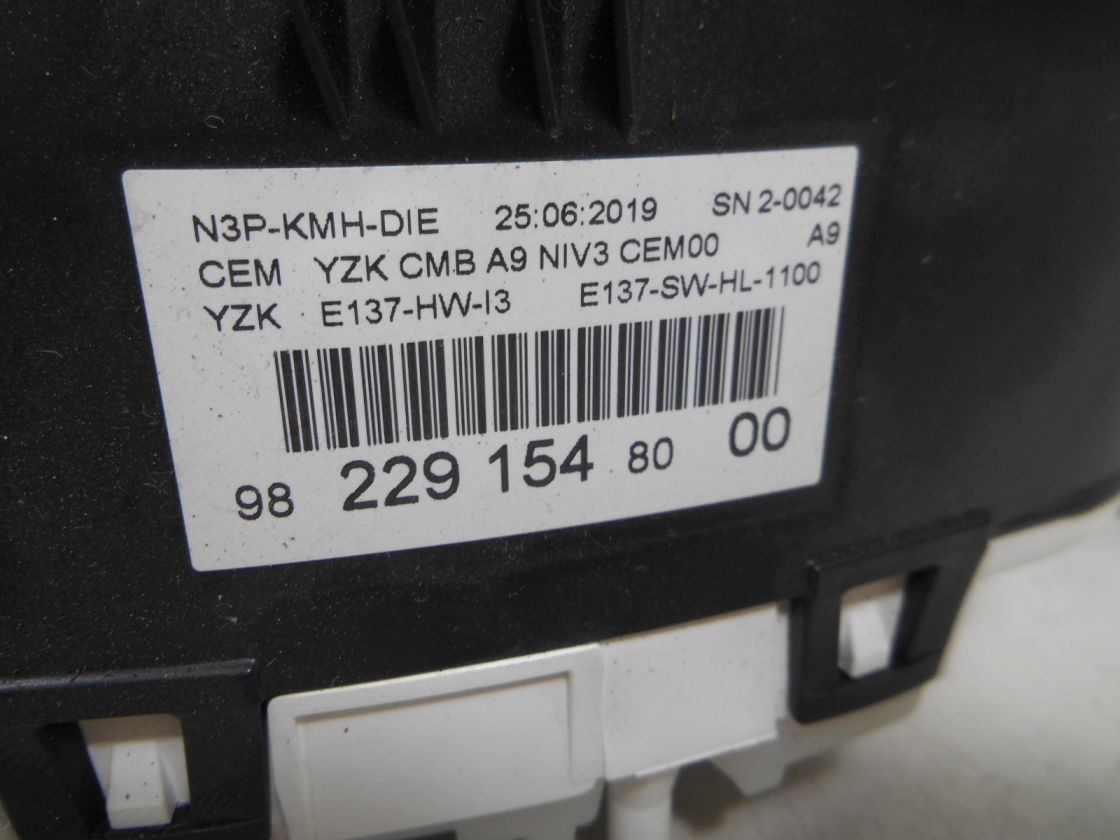 N3P-KMH-DIE 25:06:2019 SN 2-0042
CEM YZK CMB A9 NIV3 CEM00 A9
YZK E137-HW-I3 E137-SW-HL-1100
98 229 154 80 00